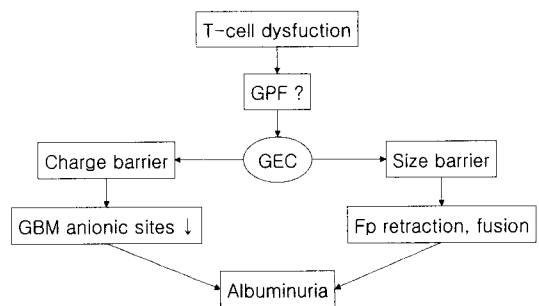 T-cell dysfuction
GPF ?
Charge barrier
GEC
Size barrier
GBM anionic sites ↓
Fp retraction, fusion
Albuminuria